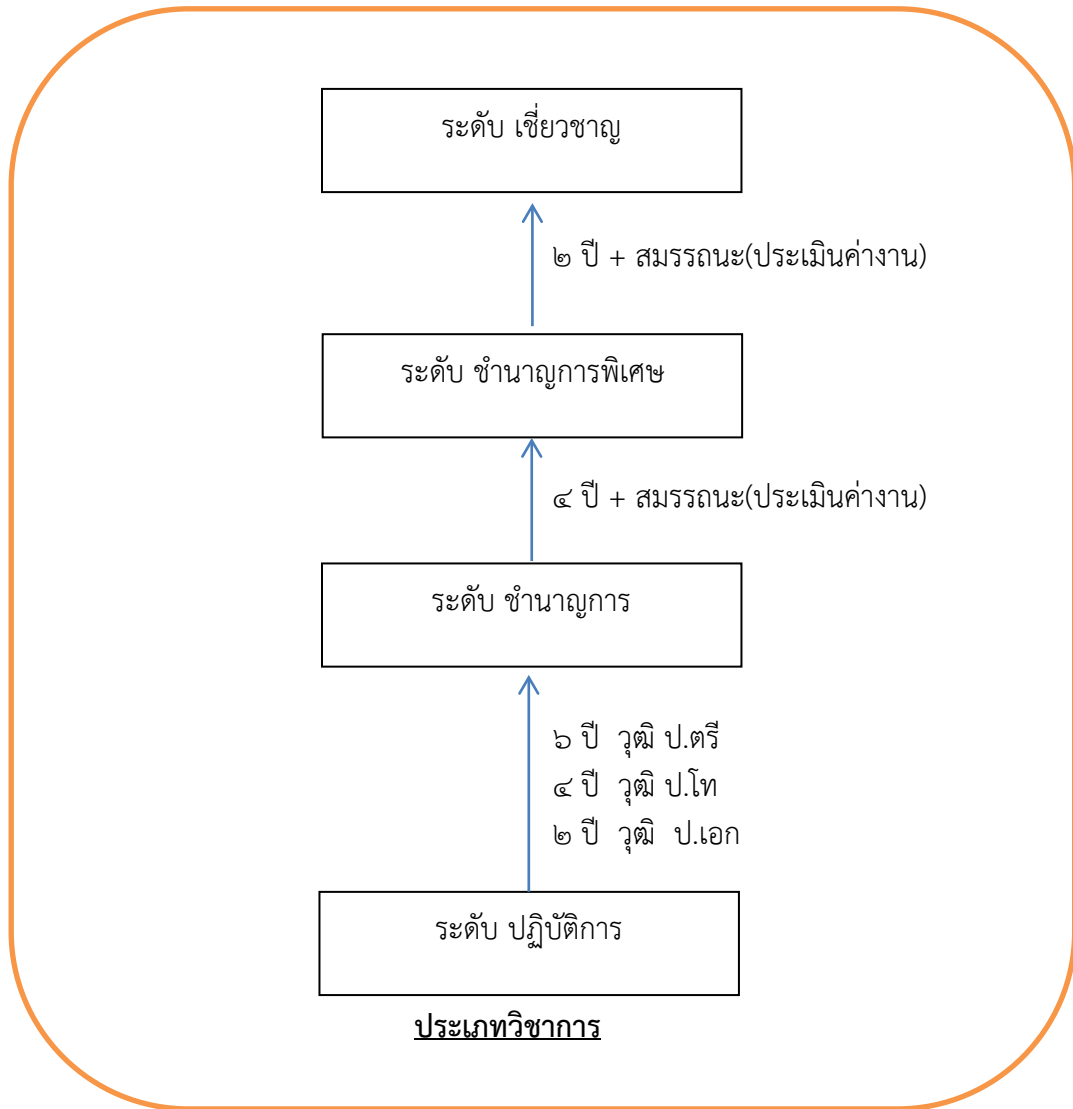 ระดับ เชี่ยวชาญ
๒ ปี + สมรรถนะ(ประเมินค่างาน)
ระดับ ชำนาญการพิเศษ
๔ ปี + สมรรถนะ(ประเมินค่างาน)
ระดับ ชำนาญการ
๖ ปี วุฒิ ป.ตรี
๔ ปี วุฒิ ป.โท
๒ ปี วุฒิ ป.เอก
ระดับ ปฏิบัติการ
ประเภทวิชาการ